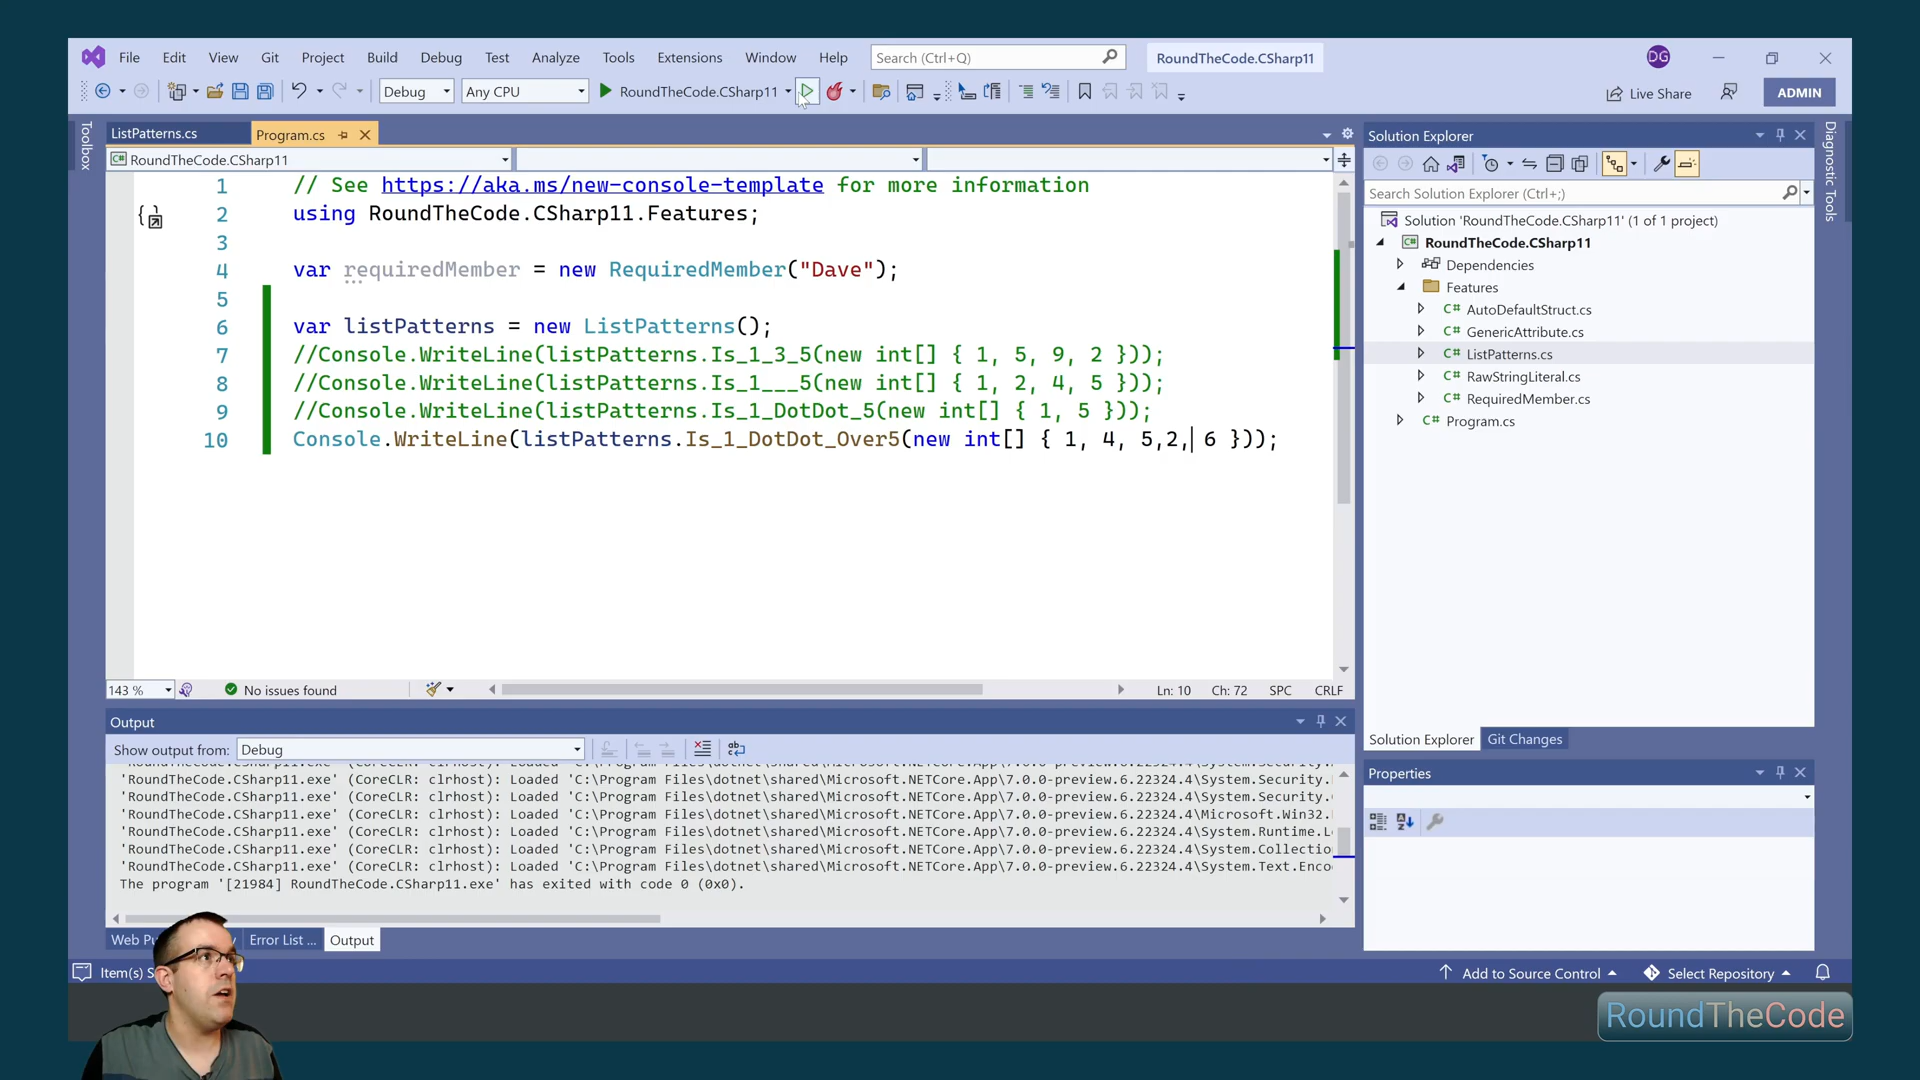 File Edit View Git Project Build Debug Test Analyze Tools Extensions Window Help Search (Ctrl+Q) RoundTheCode.CSharp11 DG
Debug Any CPU RoundTheCode.CSharp11 Live Share ADMIN
Toolbox
ListPatterns.cs Program.cs
RoundTheCode.CSharp11
1 // See https://aka.ms/new-console-template for more information
2 using RoundTheCode.CSharp11.Features;
3
4 var requiredMember = new RequiredMember("Dave");
5
6 var listPatterns = new ListPatterns();
7 //Console.WriteLine(listPatterns.Is_1_3_5(new int[] { 1, 5, 9, 2 }));
8 //Console.WriteLine(listPatterns.Is_1___5(new int[] { 1, 2, 4, 5 }));
9 //Console.WriteLine(listPatterns.Is_1_DotDot_5(new int[] { 1, 5 }));
10 Console.WriteLine(listPatterns.Is_1_DotDot_Over5(new int[] { 1, 4, 5,2, 6 }));
143 % No issues found Ln: 10 Ch: 72 SPC CRLF
Output
Show output from: Debug
'RoundTheCode.CSharp11.exe' (CoreCLR: clrhost): Loaded 'C:\Program Files\dotnet\shared\Microsoft.NETCore.App\7.0.0-preview.6.22324.4\System.Security.
'RoundTheCode.CSharp11.exe' (CoreCLR: clrhost): Loaded 'C:\Program Files\dotnet\shared\Microsoft.NETCore.App\7.0.0-preview.6.22324.4\System.Security.
'RoundTheCode.CSharp11.exe' (CoreCLR: clrhost): Loaded 'C:\Program Files\dotnet\shared\Microsoft.NETCore.App\7.0.0-preview.6.22324.4\Microsoft.Win32.
'RoundTheCode.CSharp11.exe' (CoreCLR: clrhost): Loaded 'C:\Program Files\dotnet\shared\Microsoft.NETCore.App\7.0.0-preview.6.22324.4\System.Runtime.L
'RoundTheCode.CSharp11.exe' (CoreCLR: clrhost): Loaded 'C:\Program Files\dotnet\shared\Microsoft.NETCore.App\7.0.0-preview.6.22324.4\System.Collectio
'RoundTheCode.CSharp11.exe' (CoreCLR: clrhost): Loaded 'C:\Program Files\dotnet\shared\Microsoft.NETCore.App\7.0.0-preview.6.22324.4\System.Text.Enco
The program '[21984] RoundTheCode.CSharp11.exe' has exited with code 0 (0x0).
Web Error List ... Output
Item(s)
Solution Explorer
Search Solution Explorer (Ctrl+;)
Solution 'RoundTheCode.CSharp11' (1 of 1 project)
RoundTheCode.CSharp11
Dependencies
Features
C# AutoDefaultStruct.cs
C# GenericAttribute.cs
C# ListPatterns.cs
C# RawStringLiteral.cs
C# RequiredMember.cs
C# Program.cs
Solution Explorer Git Changes
Properties
Diagnostic Tools
Add to Source Control Select Repository
RoundTheCode